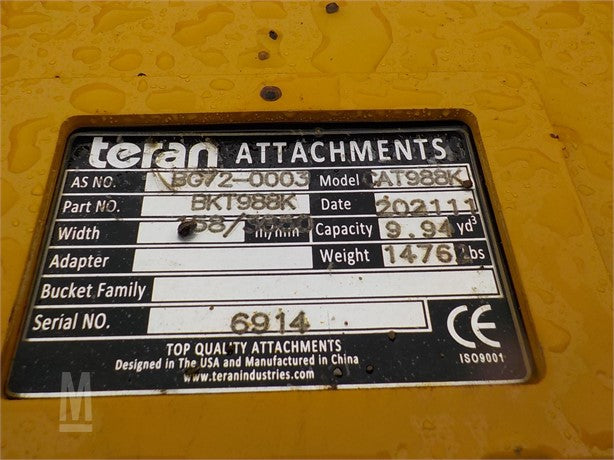 teran ATTACHMENTS
AS NO. BG72-0003 Model CAT988K
Part NO. BKT988K Date 202111
Width m/mm Capacity 9.94 yd³
Adapter Weight 1476 lbs
Bucket Family
Serial NO. 6914
CE
ISO9001
TOP QUALITY ATTACHMENTS
Designed in The USA and Manufactured in China
www.teranindustries.com
M